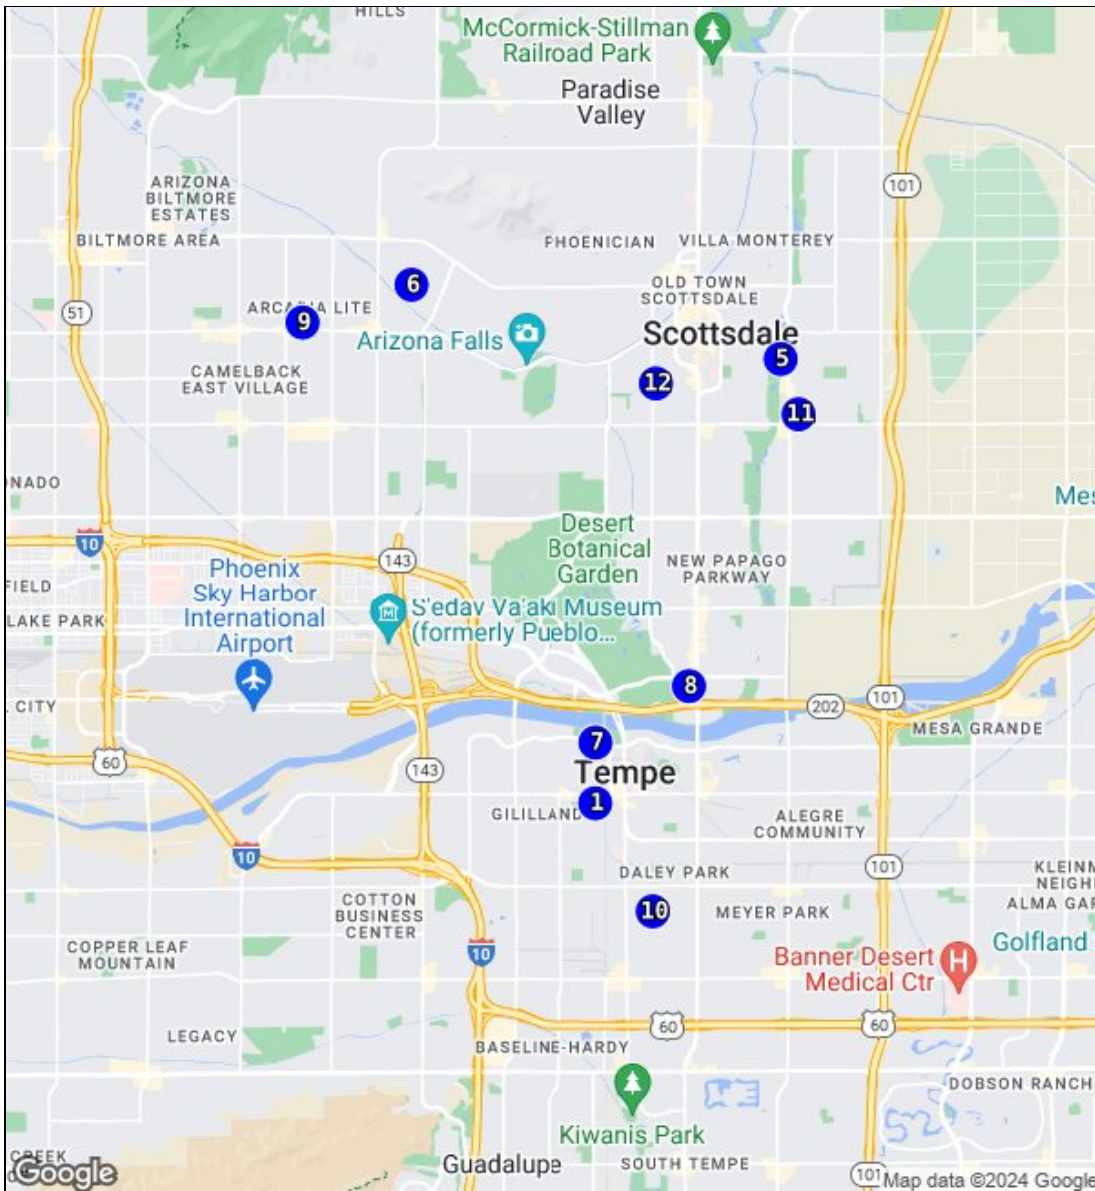 HILLS
McCormick-Stillman
Railroad Park
Paradise
Valley
ARIZONA
BILTMORE
ESTATES
101
BILTMORE AREA
PHOENICIAN
VILLA MONTEREY
6
OLD TOWN
SCOTTSDALE
51
ARCADIA LITE
9
Arizona Falls
Scottsdale
5
CAMELBACK
EAST VILLAGE
12
11
ONADO
Mes
10
Desert
Botanical
Garden
143
NEW PAPAGO
PARKWAY
Phoenix
Sky Harbor
International
Airport
FIELD
LAKE PARK
S'edav Va'aki Museum
(formerly Pueblo...
8
CITY
101
202
MESA GRANDE
7
60
143
Tempe
1
GILILLAND
ALEGRE
COMMUNITY
10
101
DALEY PARK
KLEINM
NEIGH
ALMA GAR
COTTON
BUSINESS
CENTER
10
MEYER PARK
COPPER LEAF
MOUNTAIN
10
Golfland
Banner Desert
Medical Ctr
H
60
60
LEGACY
BASELINE-HARDY
DOBSON RANCH
Kiwanis Park
CREEK
Guadalupe
SOUTH TEMPE
101
Google
Map data ©2024 Google